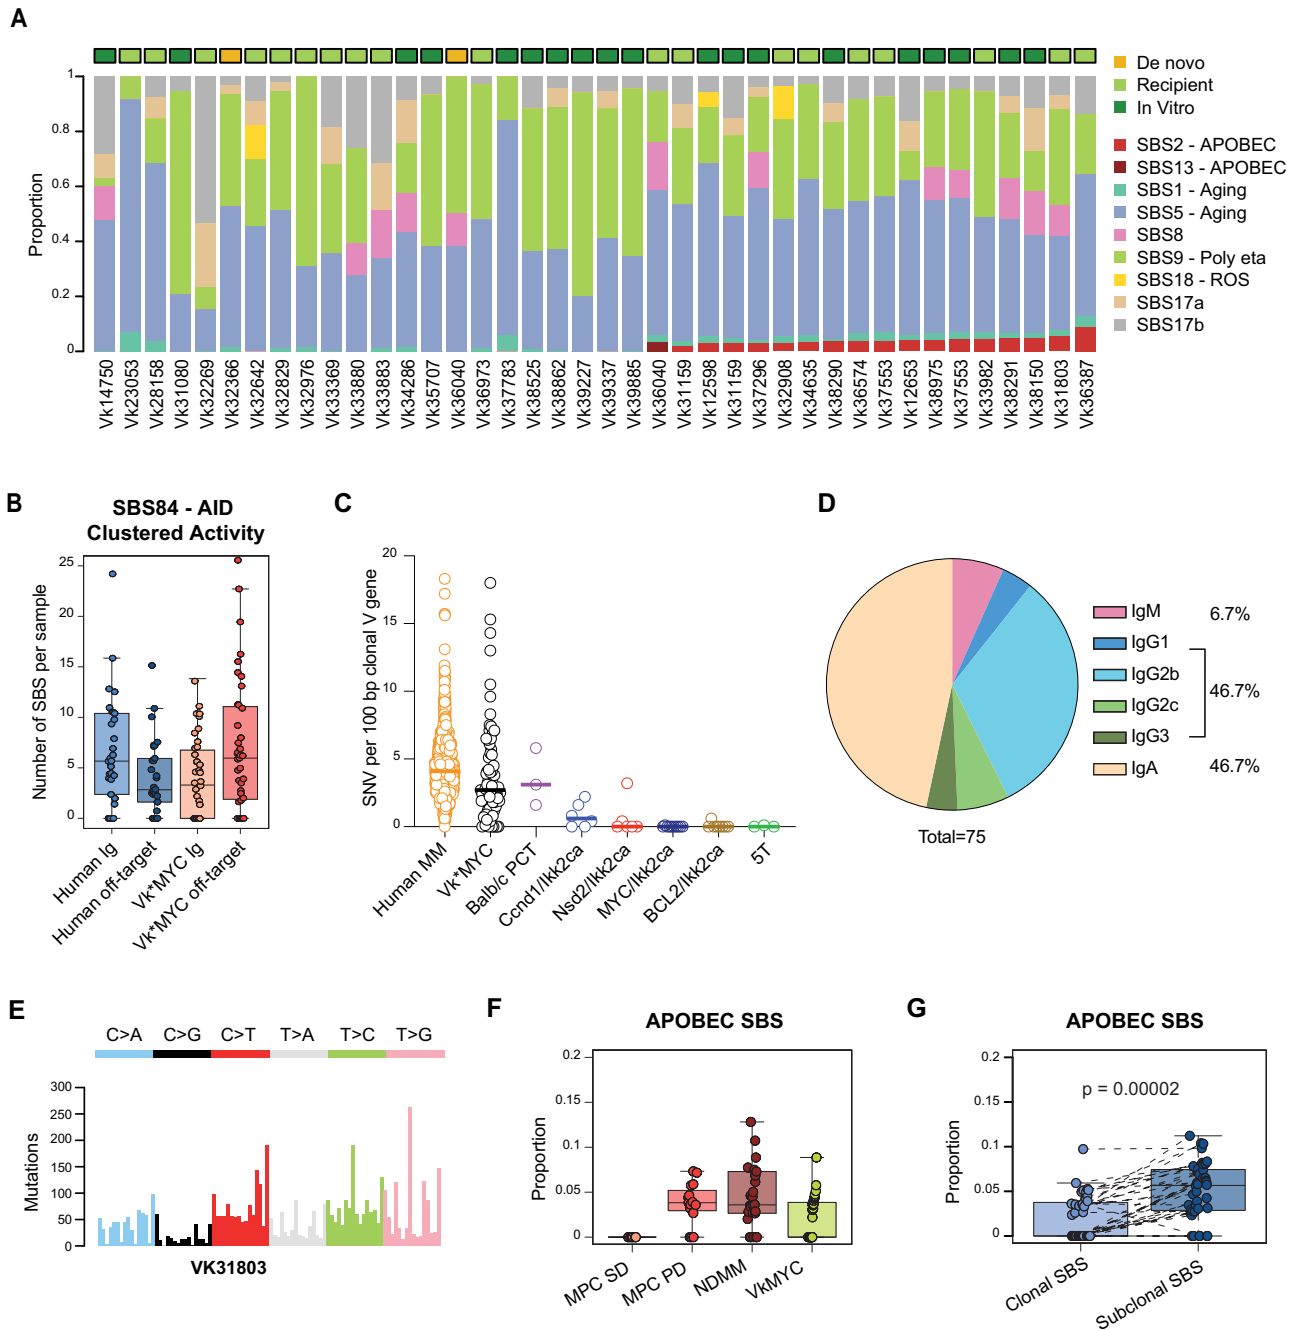 A
De novo
Recipient
In Vitro
SBS2 - APOBEC
SBS13 - APOBEC
SBS1 - Aging
SBS5 - Aging
SBS8
SBS9 - Poly eta
SBS18 - ROS
SBS17a
SBS17b
Proportion
1
0.8
0.6
0.4
0.2
0
Vk14750
Vk23053
Vk28158
Vk31080
Vk32269
Vk32366
Vk32642
Vk32829
Vk32976
Vk33369
Vk33880
Vk33883
Vk34286
Vk35707
Vk36040
Vk36973
Vk37783
Vk38525
Vk38862
Vk39227
Vk39337
Vk39885
Vk36040
Vk31159
Vk12598
Vk31159
Vk37296
Vk32908
Vk34635
Vk38290
Vk36574
Vk37553
Vk12653
Vk38975
Vk37553
Vk33982
Vk38291
Vk38150
Vk31803
Vk36387
B
SBS84 - AID
Clustered Activity
Number of SBS per sample
25
20
15
10
5
0
Human Ig
Human off-target
Vk*MYC Ig
Vk*MYC off-target
C
SNV per 100 bp clonal V gene
20
15
10
5
0
Human MM
Vk*MYC
Balb/c PCT
Ccnd1/Ikk2ca
Nsd2/Ikk2ca
MYC/Ikk2ca
BCL2/Ikk2ca
5T
D
IgM 6.7%
IgG1
IgG2b
46.7%
IgG2c
IgG3
IgA 46.7%
Total=75
E
C>A C>G C>T T>A T>C T>G
Mutations
300
250
200
150
100
50
0
VK31803
F
APOBEC SBS
Proportion
0.2
0.15
0.1
0.05
0
MPC SD
MPC PD
NDMM
VkMYC
G
APOBEC SBS
p = 0.00002
Proportion
0.2
0.15
0.1
0.05
0
Clonal SBS
Subclonal SBS